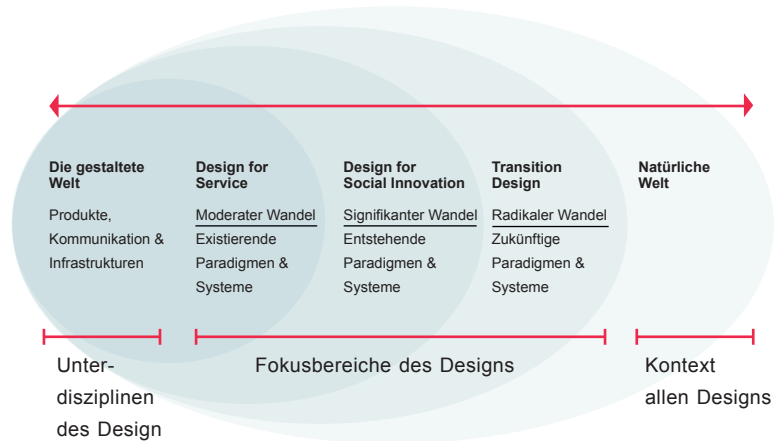 Die gestaltete
Welt
Produkte,
Kommunikation &
Infrastrukturen
Design for
Service
Moderater Wandel
Existierende
Paradigmen &
Systeme
Design for
Social Innovation
Signifikanter Wandel
Entstehende
Paradigmen &
Systeme
Transition
Design
Radikaler Wandel
Zukünftige
Paradigmen &
Systeme
Natürliche
Welt
Unter-
disziplinen
des Design
Fokusbereiche des Designs
Kontext
allen Designs